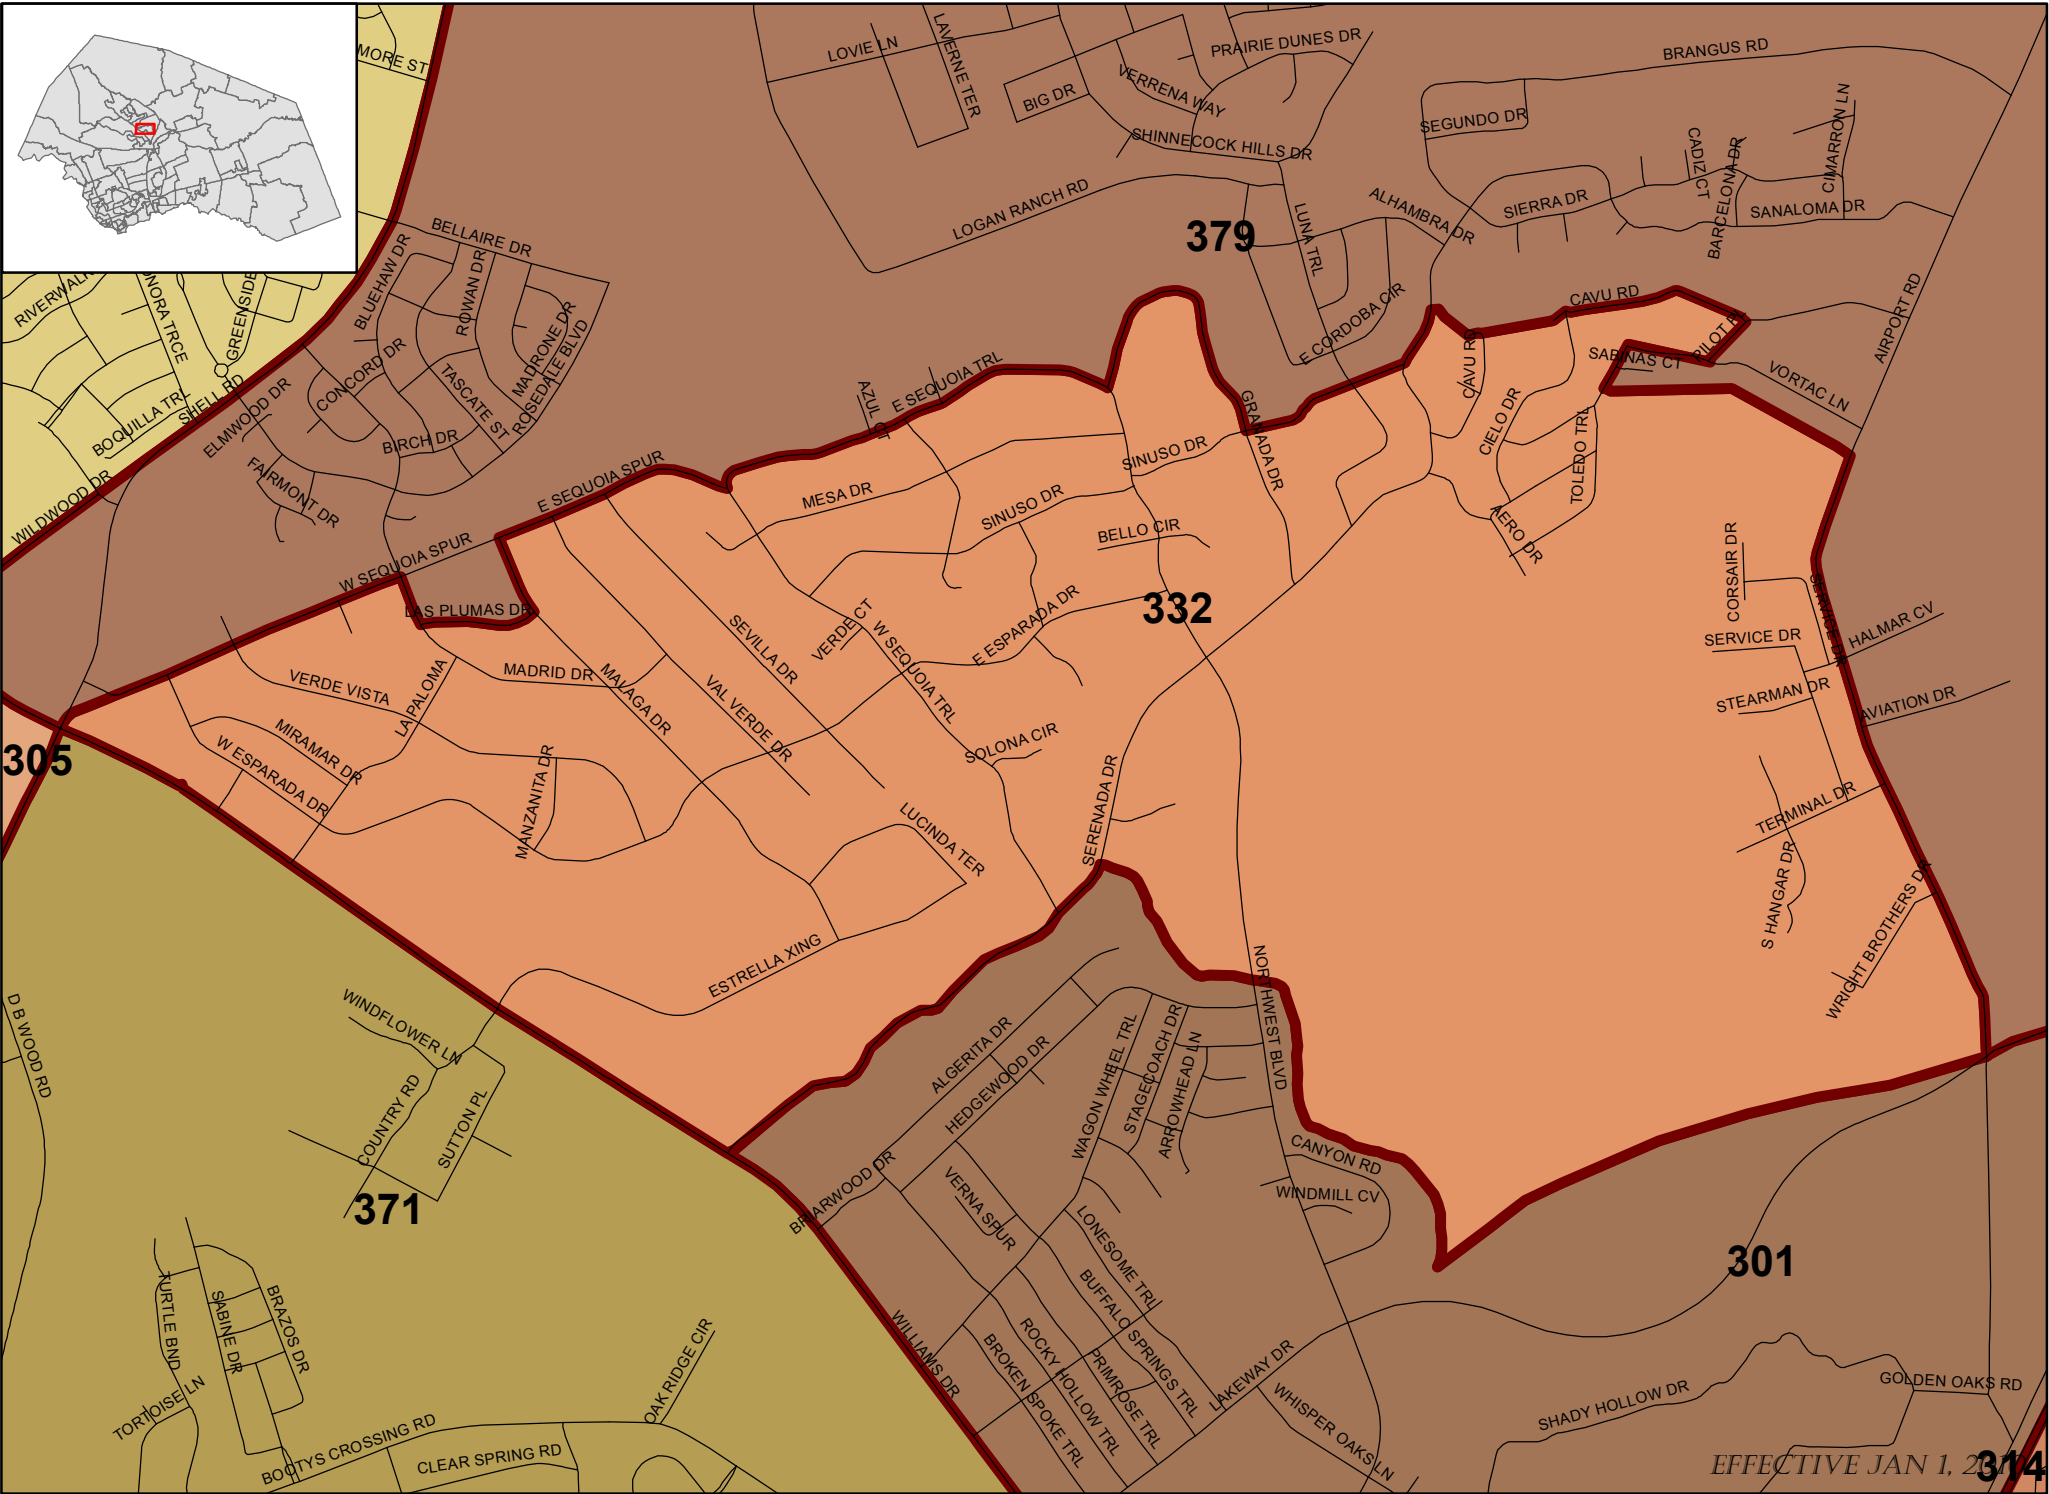 MORE ST
LOVIE LN
LAVERNE TER
BIG DR
VERRENA WAY
PRAIRIE DUNES DR
BRANGUS RD
SHINNECOCK HILLS DR
SEGUNDO DR
CADIZ CT
BARCELONA DR
CIMARRON LN
LOGAN RANCH RD
379
LUNA TRL
ALHAMBRA DR
SIERRA DR
SANALOMA DR
BELLAIRE DR
BLUEHAW DR
ROWAN DR
MADRONE DR
ROSEDALE BLVD
RIVERWALK
ONORA TRCE
GREENSIDE
E CORDOBA CIR
CAVU RD
CAVU RD
PILOT PL
AIRPORT RD
SABINAS CT
VORTAC LN
CONCORD DR
TASCATE ST
BOQUILLA TRL
SHELL RD
ELMWOOD DR
BIRCH DR
FAIRMONT DR
WILDWOOD DR
AZUL CT
E SEQUOIA TRL
GRANADA DR
CIELO DR
TOLEDO TRL
E SEQUOIA SPUR
MESA DR
SINUSO DR
SINUSO DR
BELLO CIR
AERO DR
W SEQUOIA SPUR
LAS PLUMAS DR
332
CORSAIR DR
SERVICE DR
SERVICE DR
HALMAR CV
STEARMAN DR
AVIATION DR
VERDE CT
E ESPARADA DR
W SEQUOIA TRL
SEVILLA DR
VAL VERDE DR
MALAGA DR
MADRID DR
LA PALOMA
VERDE VISTA
MIRAMAR DR
W ESPARADA DR
305
MANZANITA DR
SOLONA CIR
SERENADA DR
LUCINDA TER
TERMINAL DR
S HANGAR DR
WRIGHT BROTHERS DR
ESTRELLA XING
D B WOOD RD
WINDFLOWER LN
COUNTRY RD
SUTTON PL
371
ALGERITA DR
HEDGEWOOD DR
WAGON WHEEL TRL
STAGECOACH DR
ARROWHEAD LN
NORTHWEST BLVD
CANYON RD
WINDMILL CV
BRIARWOOD DR
VERNA SPUR
LONESOME TRL
BUFFALO SPRINGS TRL
ROCKY HOLLOW TRL
PRIMROSE TRL
BROKEN SPOKE TRL
WILLIAMS DR
LAKEWAY DR
WHISPER OAKS LN
301
SHADY HOLLOW DR
GOLDEN OAKS RD
TURTLE BND
SABINE DR
BRAZOS DR
TORTOISE LN
BOOTYS CROSSING RD
CLEAR SPRING RD
OAK RIDGE CIR
EFFECTIVE JAN 1,
314